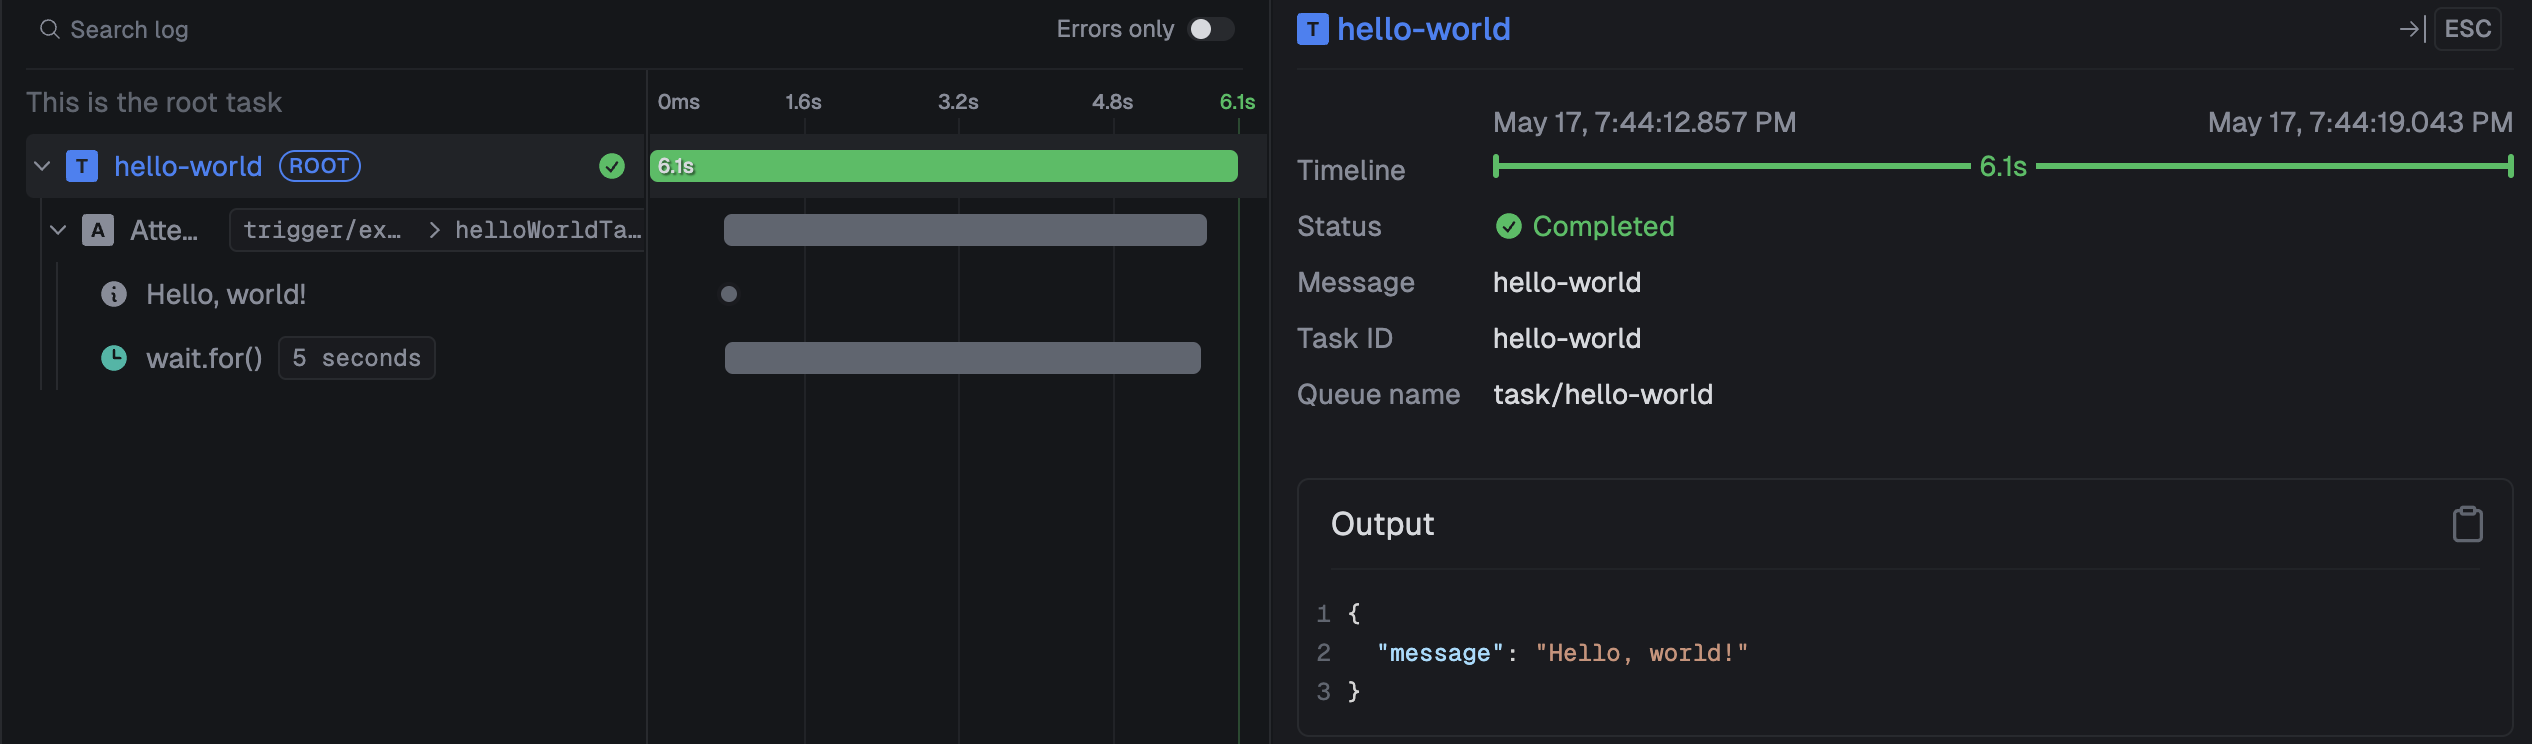 Search log
Errors only
This is the root task
0ms 1.6s 3.2s 4.8s 6.1s
T hello-world ROOT
6.1s
A Atte... trigger/ex... > helloWorldTa...
Hello, world!
wait.for() 5 seconds
T hello-world
ESC
May 17, 7:44:12.857 PM May 17, 7:44:19.043 PM
Timeline 6.1s
Status Completed
Message hello-world
Task ID hello-world
Queue name task/hello-world
Output
1 {
2 "message": "Hello, world!"
3 }